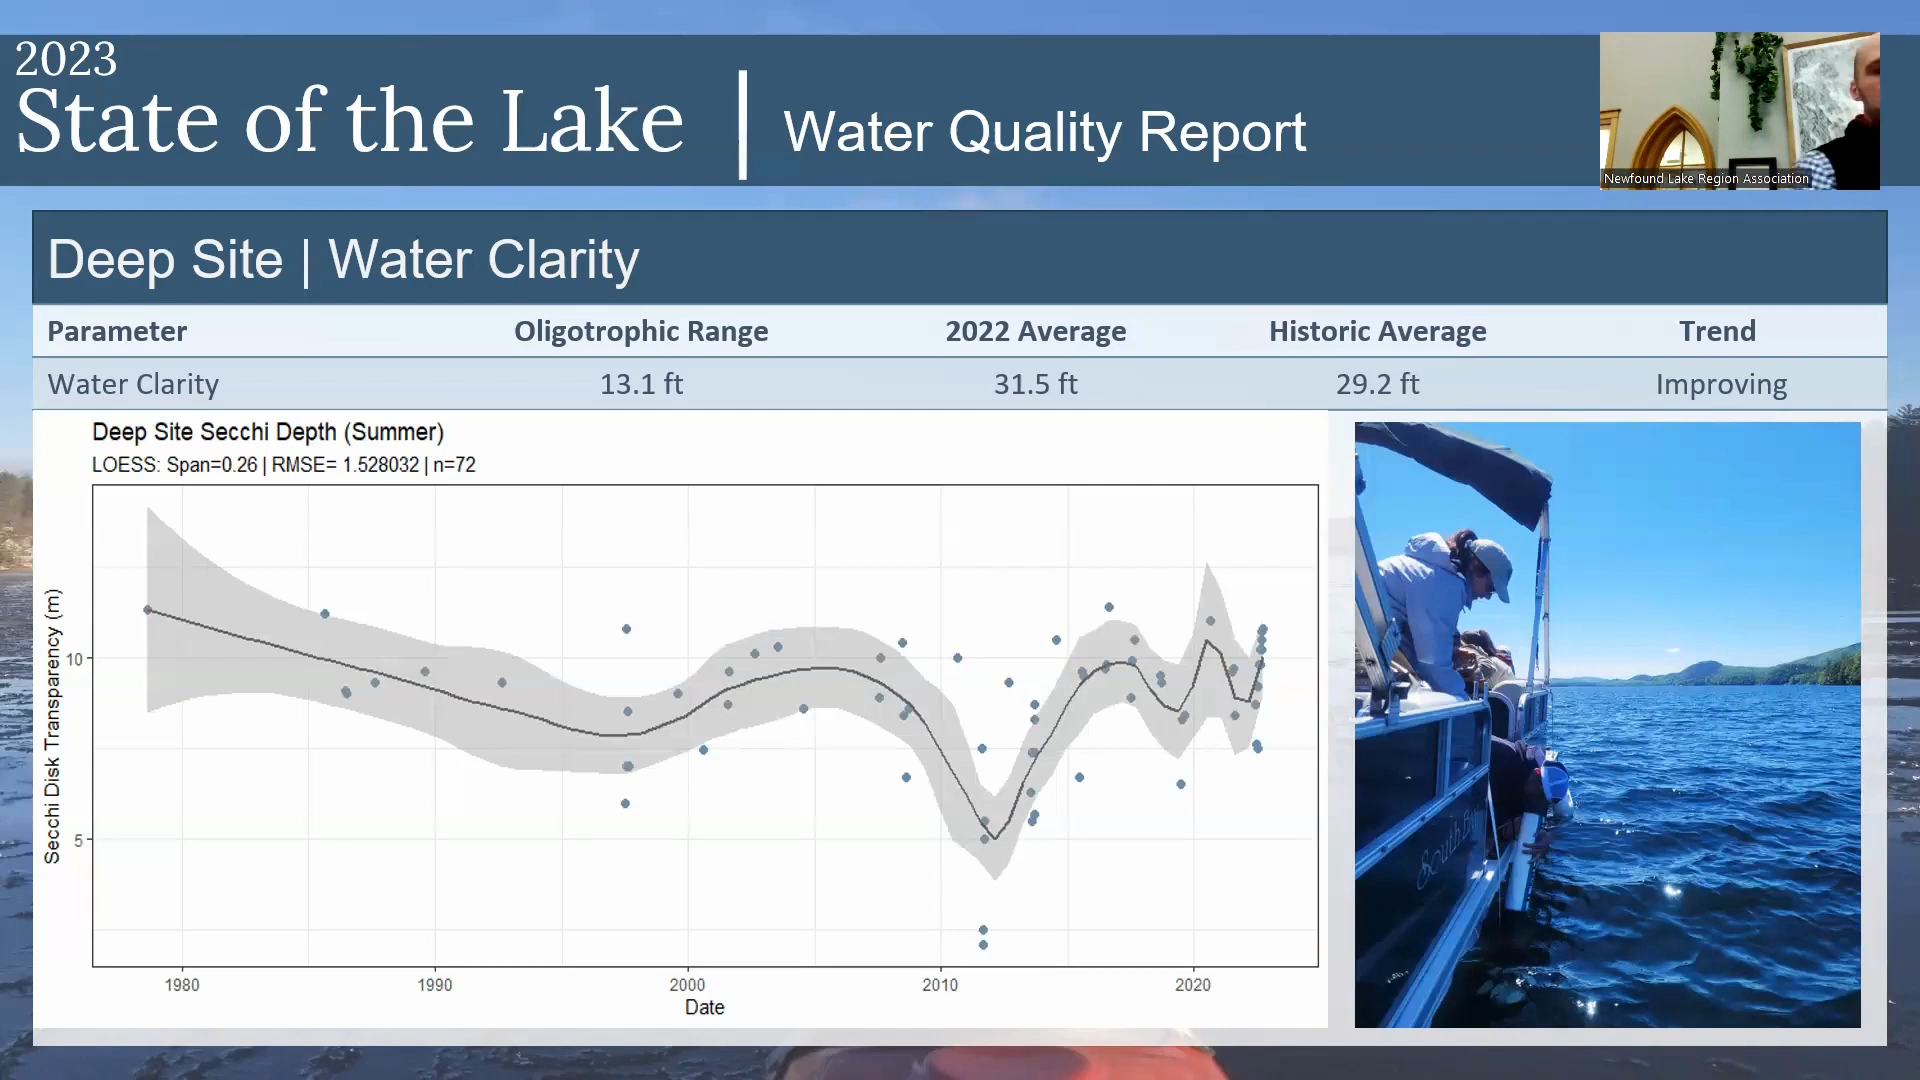 2023
State of the Lake | Water Quality Report
Newfound Lake Region Association
Deep Site | Water Clarity
Parameter Oligotrophic Range 2022 Average Historic Average Trend
Water Clarity 13.1 ft 31.5 ft 29.2 ft Improving
Deep Site Secchi Depth (Summer)
LOESS: Span=0.26 | RMSE= 1.528032 | n=72
Secchi Disk Transparency (m)
10
5
1980 1990 2000 2010 2020
Date
South Bay